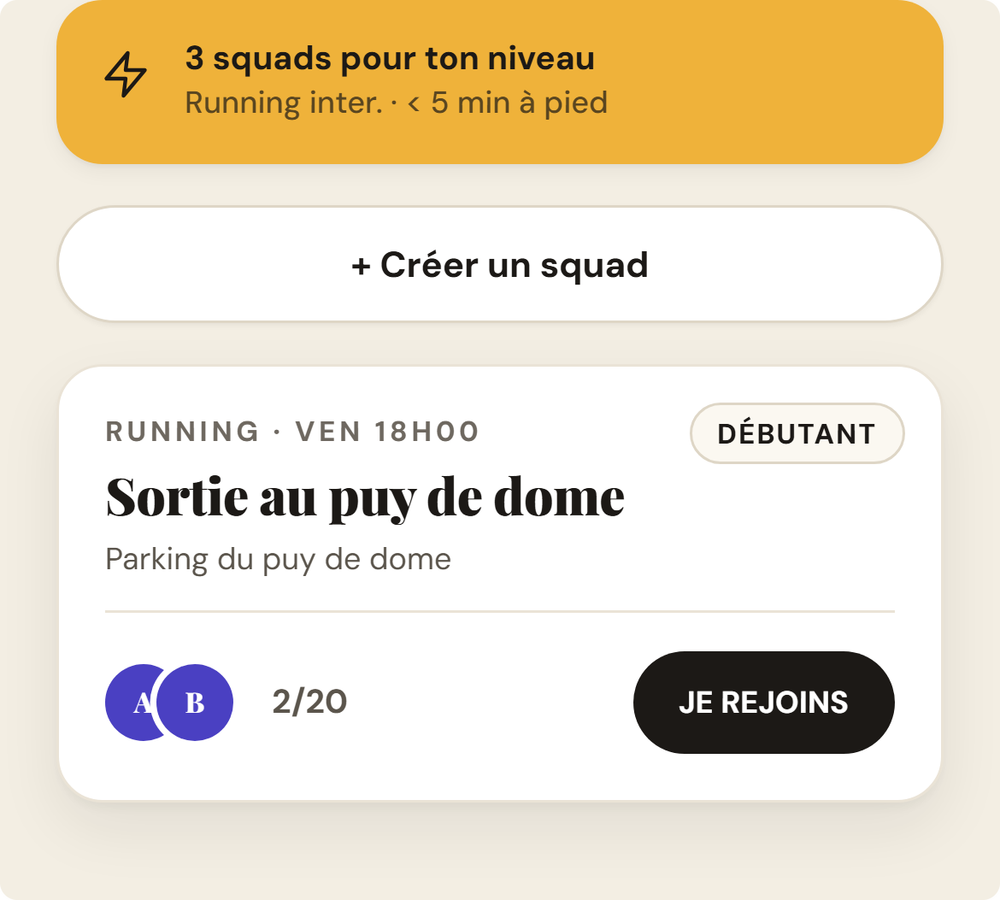 3 squads pour ton niveau
Running inter. · < 5 min à pied
+ Créer un squad
RUNNING · VEN 18H00
DÉBUTANT
Sortie au puy de dome
Parking du puy de dome
A B 2/20
JE REJOINS